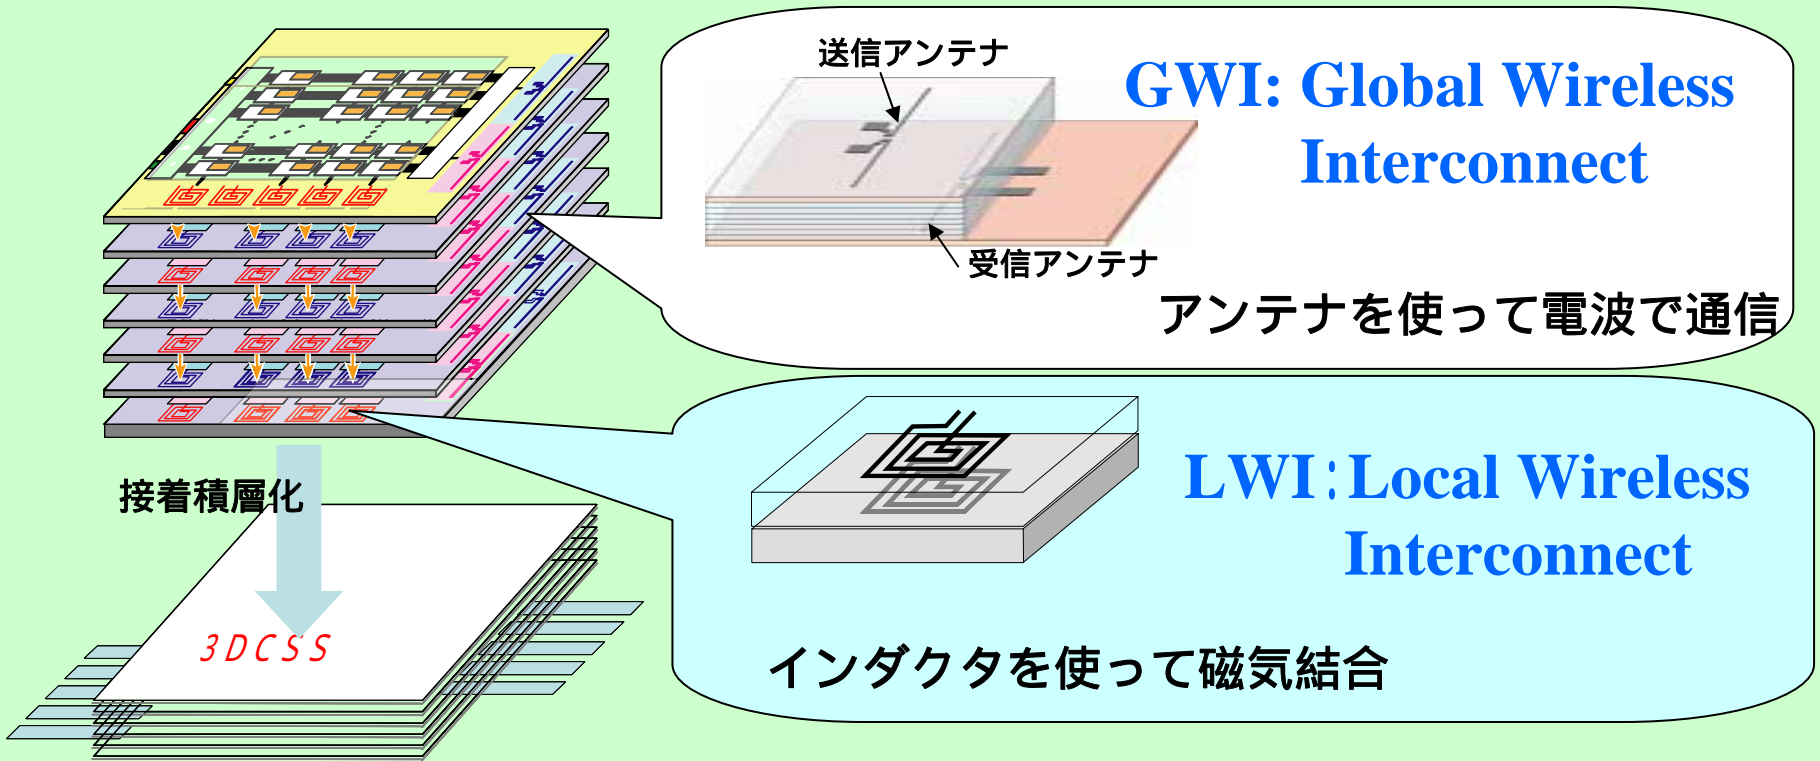 送信アンテナ
GWI: Global Wireless
Interconnect
受信アンテナ
アンテナを使って電波で通信
接着積層化
LWI:Local Wireless
Interconnect
3DCSS
インダクタを使って磁気結合